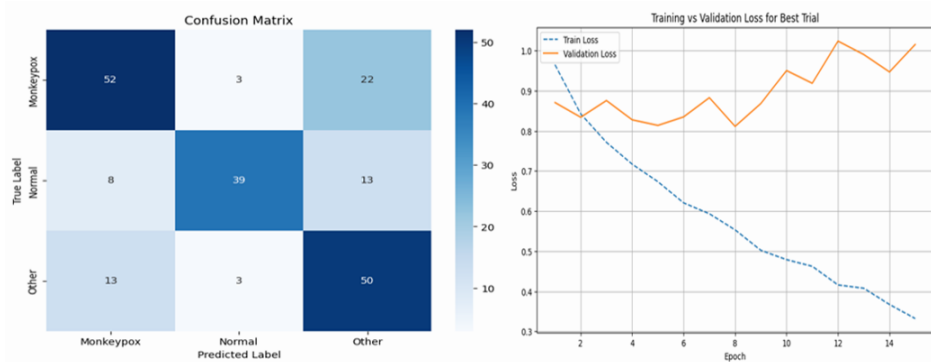 Confusion Matrix
Monkeypox
Normal
Other
True Label
52 3 22
8 39 13
13 3 50
Monkeypox Normal Other
Predicted Label
50
40
30
20
10
Training vs Validation Loss for Best Trial
Train Loss
Validation Loss
Loss
1.0
0.9
0.8
0.7
0.6
0.5
0.4
0.3
2 4 6 8 10 12 14
Epoch